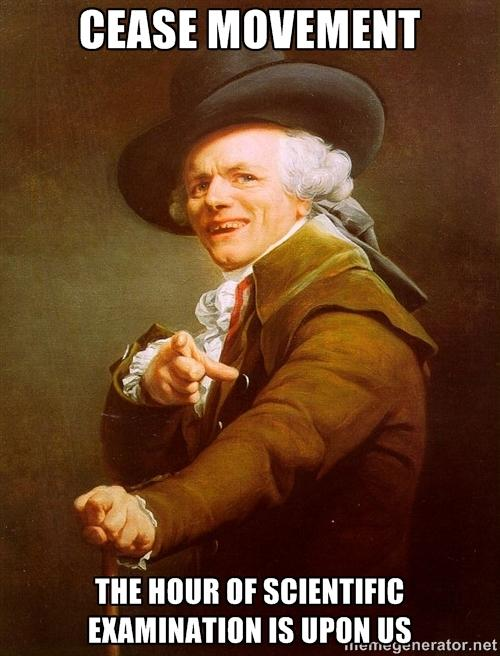 CEASE MOVEMENT
THE HOUR OF SCIENTIFIC
EXAMINATION IS UPON US
memegenerator.net